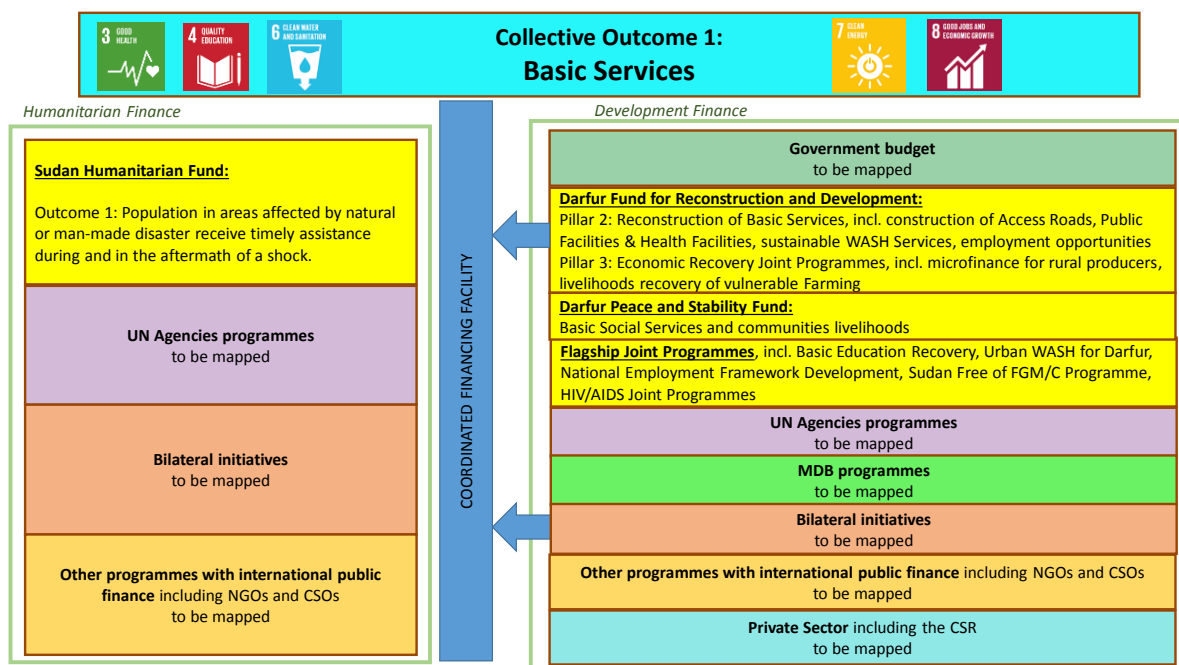 3 GOOD
HEALTH
4 QUALITY
EDUCATION
6 CLEAN WATER
AND SANITATION
Collective Outcome 1:
Basic Services
7 CLEAN
ENERGY
8 GOOD JOBS AND
ECONOMIC GROWTH
Humanitarian Finance
Sudan Humanitarian Fund:
Outcome 1: Population in areas affected by natural
or man-made disaster receive timely assistance
during and in the aftermath of a shock.
UN Agencies programmes
to be mapped
Bilateral initiatives
to be mapped
Other programmes with international public
finance including NGOs and CSOs
to be mapped
COORDINATED FINANCING FACILITY
Development Finance
Government budget
to be mapped
Darfur Fund for Reconstruction and Development:
Pillar 2: Reconstruction of Basic Services, incl. construction of Access Roads, Public
Facilities & Health Facilities, sustainable WASH Services, employment opportunities
Pillar 3: Economic Recovery Joint Programmes, incl. microfinance for rural producers,
livelihoods recovery of vulnerable Farming
Darfur Peace and Stability Fund:
Basic Social Services and communities livelihoods
Flagship Joint Programmes, incl. Basic Education Recovery, Urban WASH for Darfur,
National Employment Framework Development, Sudan Free of FGM/C Programme,
HIV/AIDS Joint Programmes
UN Agencies programmes
to be mapped
MDB programmes
to be mapped
Bilateral initiatives
to be mapped
Other programmes with international public finance including NGOs and CSOs
to be mapped
Private Sector including the CSR
to be mapped